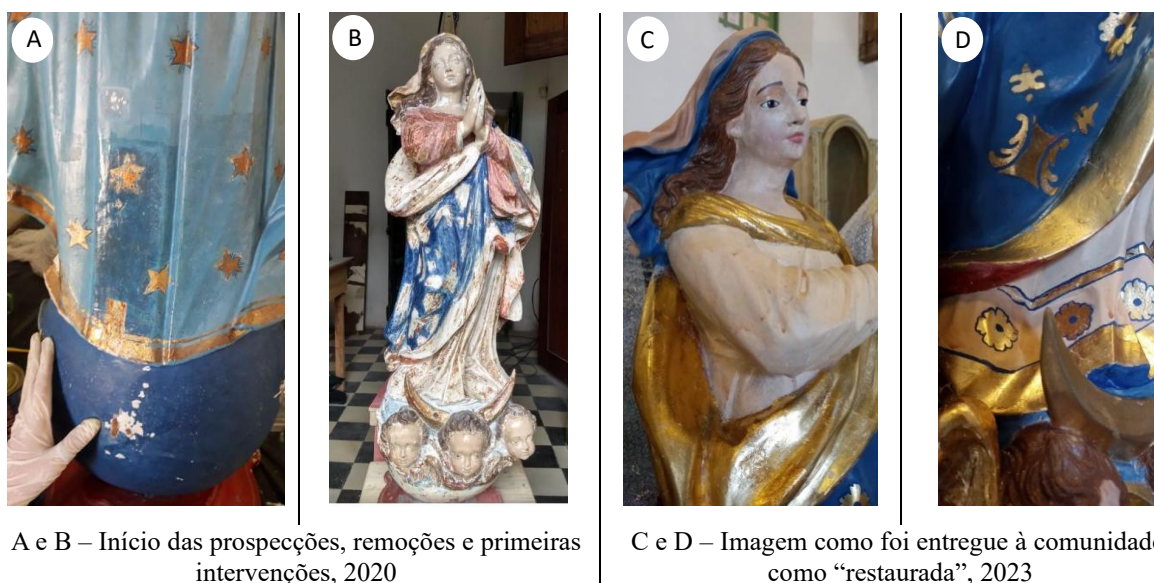 A
B
C
D
A e B – Início das prospecções, remoções e primeiras
intervenções, 2020
C e D – Imagem como foi entregue à comunidade
como “restaurada”, 2023